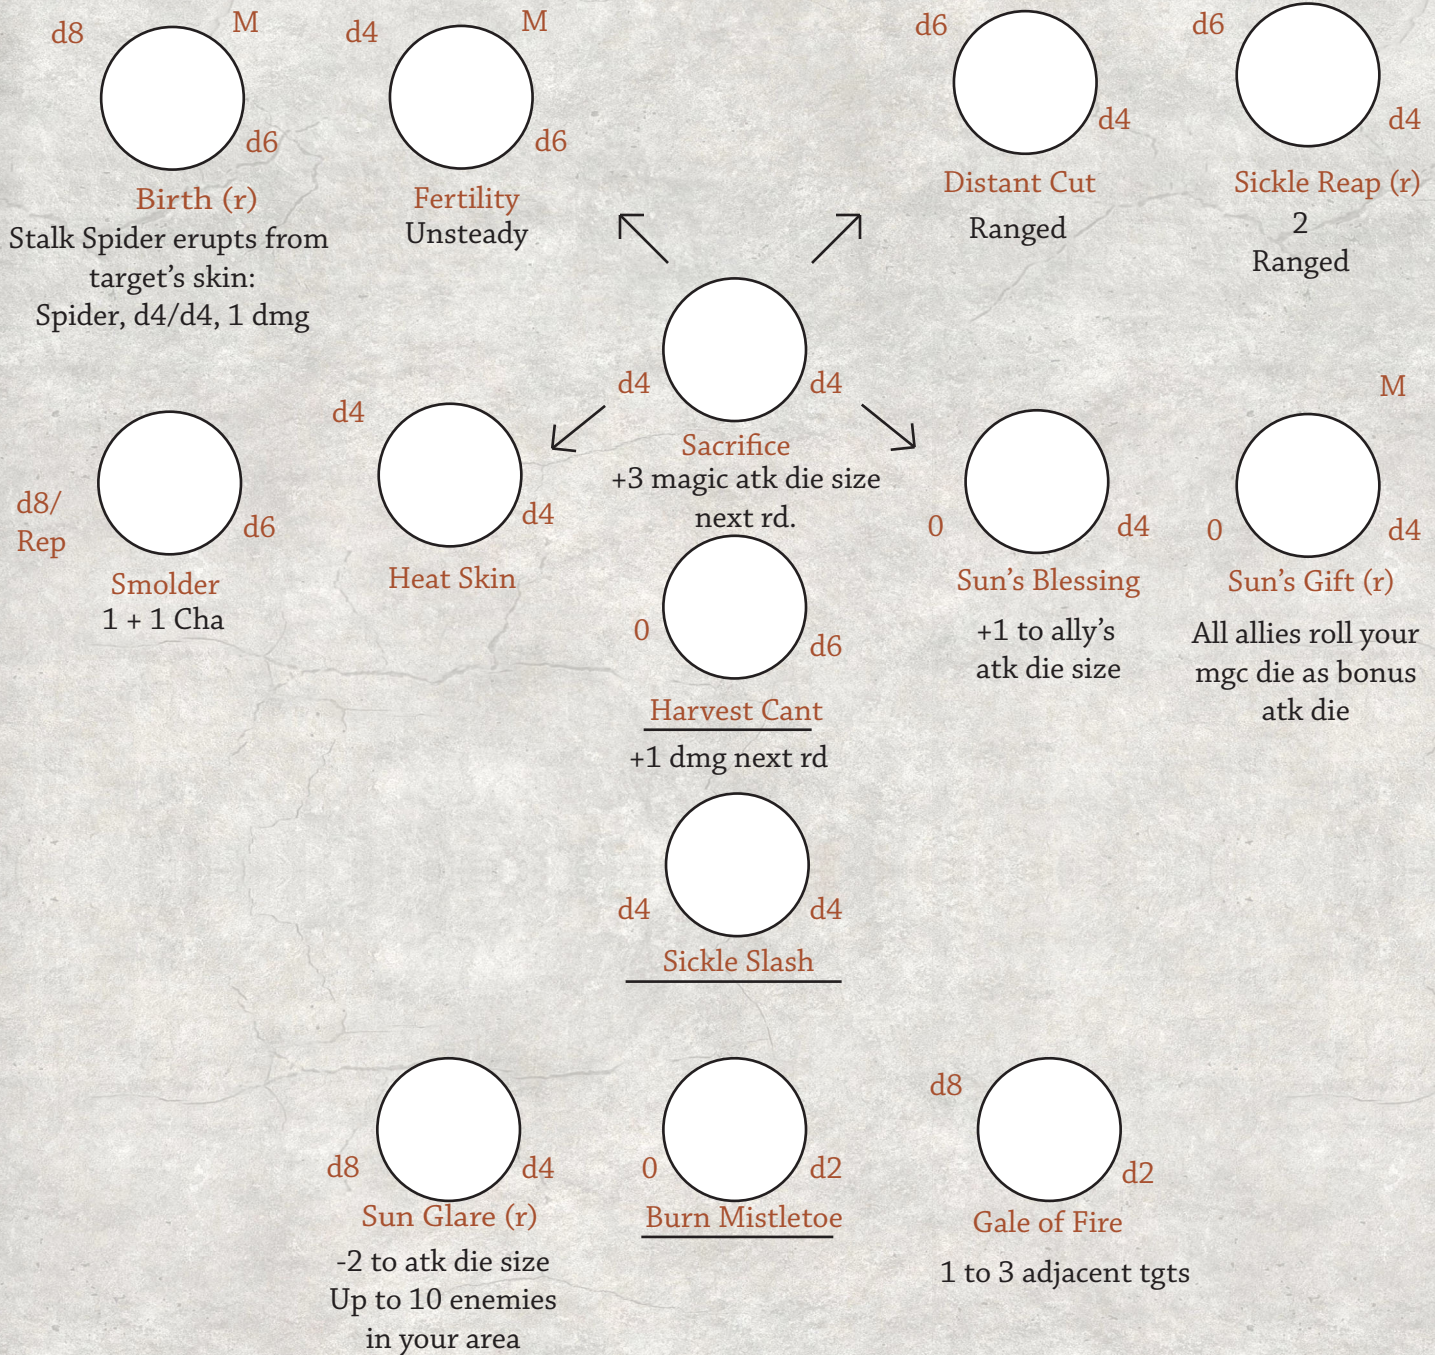 d8
M
d6
Birth (r)
Stalk Spider erupts from
target's skin:
Spider, d4/d4, 1 dmg
d4
M
d6
Fertility
Unsteady
d6
d4
Distant Cut
Ranged
d6
d4
Sickle Reap (r)
2
Ranged
d4
d4
Sacrifice
+3 magic atk die size
next rd.
d8/
Rep
d6
Smolder
1 + 1 Cha
d4
d4
Heat Skin
0
d6
Harvest Cant
+1 dmg next rd
0
d4
Sun's Blessing
+1 to ally's
atk die size
M
0
d4
Sun's Gift (r)
All allies roll your
mgc die as bonus
atk die
d4
d4
Sickle Slash
d8
d4
Sun Glare (r)
-2 to atk die size
Up to 10 enemies
in your area
0
d2
Burn Mistletoe
d8
d2
Gale of Fire
1 to 3 adjacent tgts